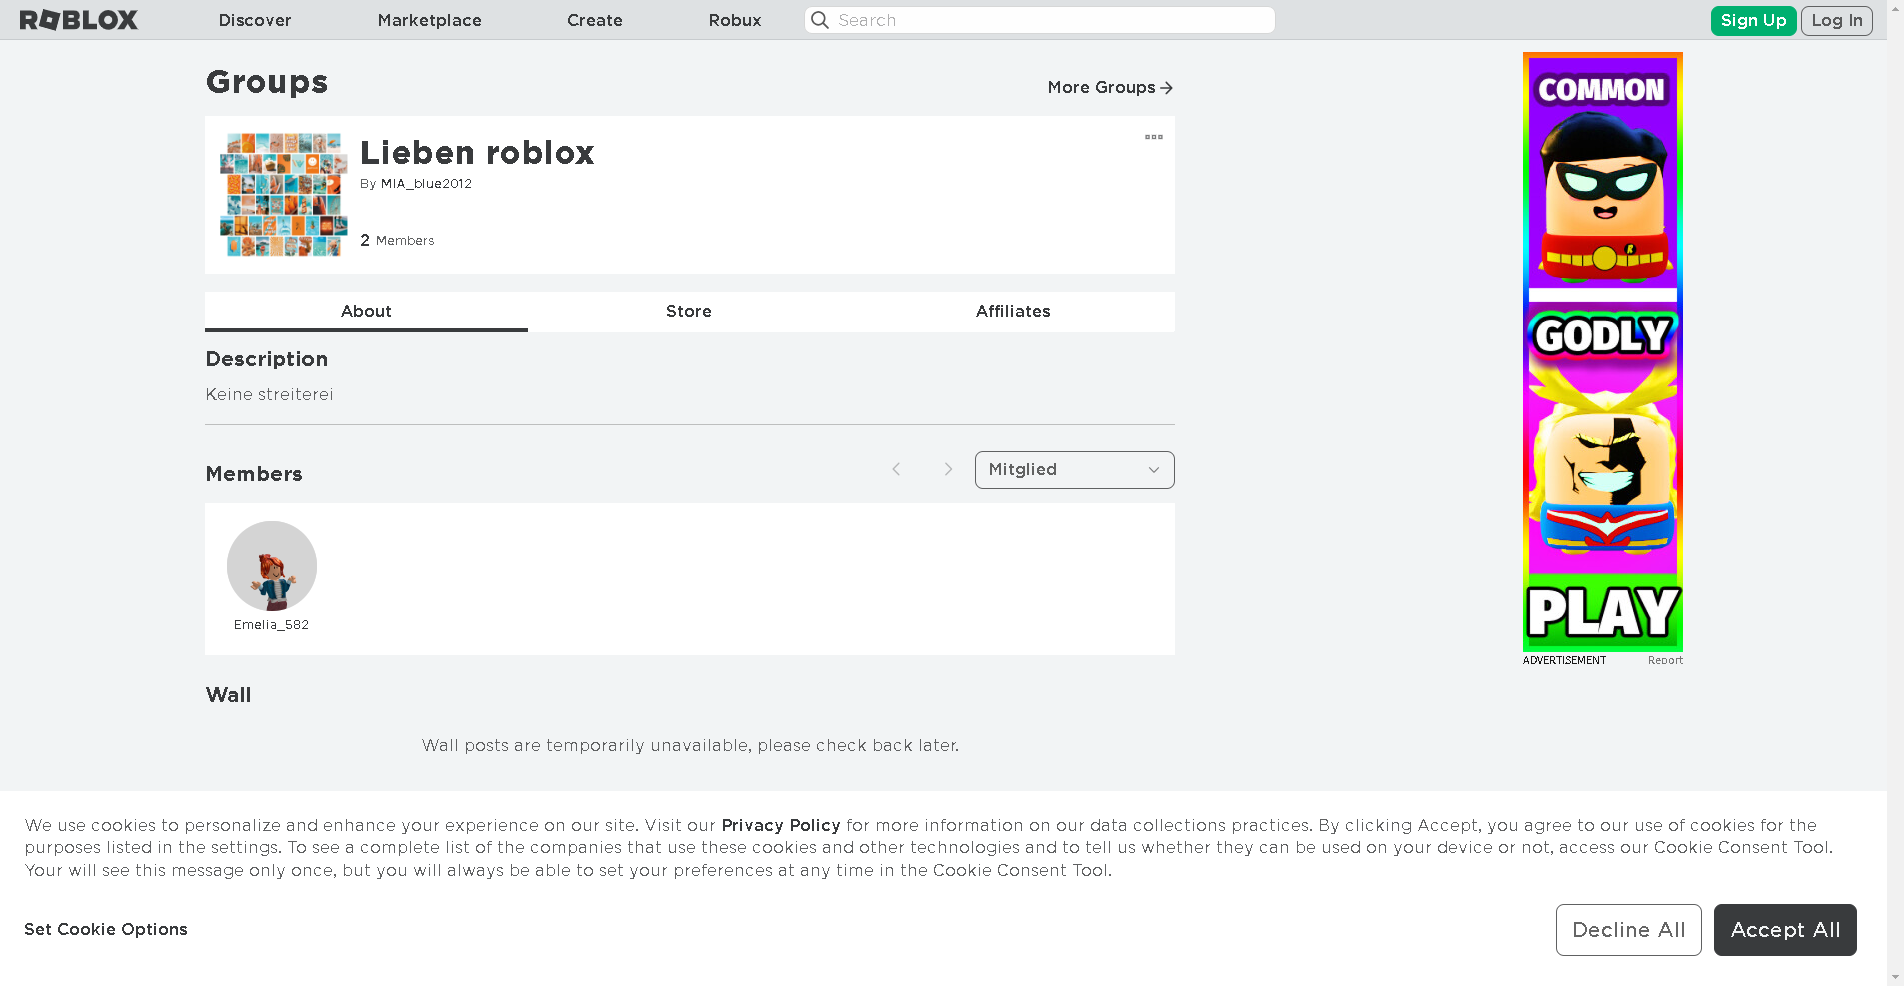 ROBLOX Discover Marketplace Create Robux Search Sign Up Log In
Groups
More Groups
Lieben roblox
By MIA_blue2012
2 Members
About Store Affiliates
Description
Keine streiterei
Members
Mitglied
Emelia_582
Wall
Wall posts are temporarily unavailable, please check back later.
COMMON
R
GODLY
PLAY
ADVERTISEMENT Report
We use cookies to personalize and enhance your experience on our site. Visit our Privacy Policy for more information on our data collections practices. By clicking Accept, you agree to our use of cookies for the
purposes listed in the settings. To see a complete list of the companies that use these cookies and other technologies and to tell us whether they can be used on your device or not, access our Cookie Consent Tool.
Your will see this message only once, but you will always be able to set your preferences at any time in the Cookie Consent Tool.
Set Cookie Options
Decline All
Accept All